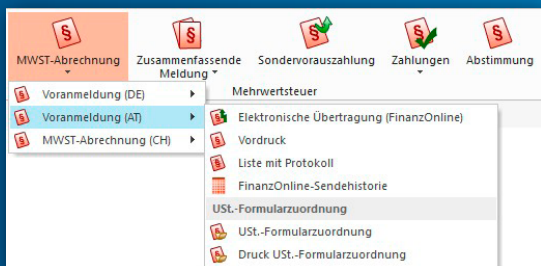 MWST-Abrechnung
Zusammenfassende
Meldung
Sondervorauszahlung
Zahlungen
Abstimmung
Mehrwertsteuer
Voranmeldung (DE)
Voranmeldung (AT)
MWST-Abrechnung (CH)
Elektronische Übertragung (FinanzOnline)
Vordruck
Liste mit Protokoll
FinanzOnline-Sendehistorie
USt.-Formularzuordnung
USt.-Formularzuordnung
Druck USt.-Formularzuordnung